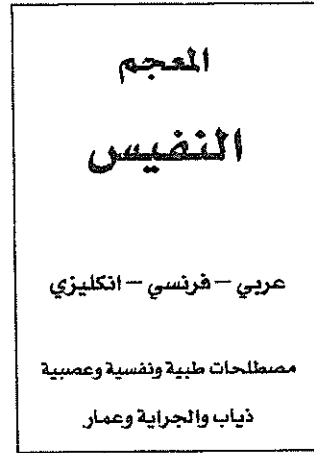 المعجم
النفيس
عربي – فرنسي – انكليزي
مصطلحات طبية ونفسية وعصبية
ذياب والجراية وعمار